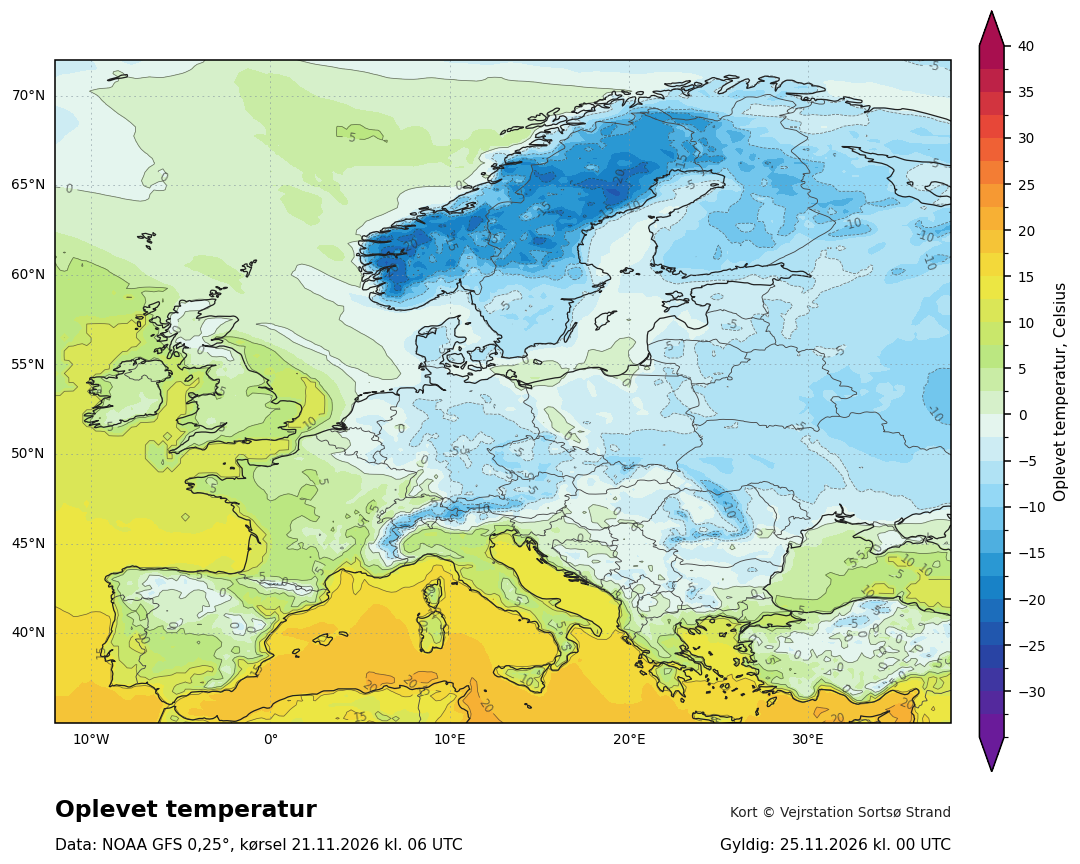 70°N
65°N
60°N
55°N
50°N
45°N
40°N
10°W
0°
10°E
20°E
30°E
40
35
30
25
20
15
10
5
0
−5
−10
−15
−20
−25
−30
Oplevet temperatur, Celsius
Oplevet temperatur
Kort © Vejrstation Sortsø Strand
Data: NOAA GFS 0,25°, kørsel 21.11.2026 kl. 06 UTC
Gyldig: 25.11.2026 kl. 00 UTC